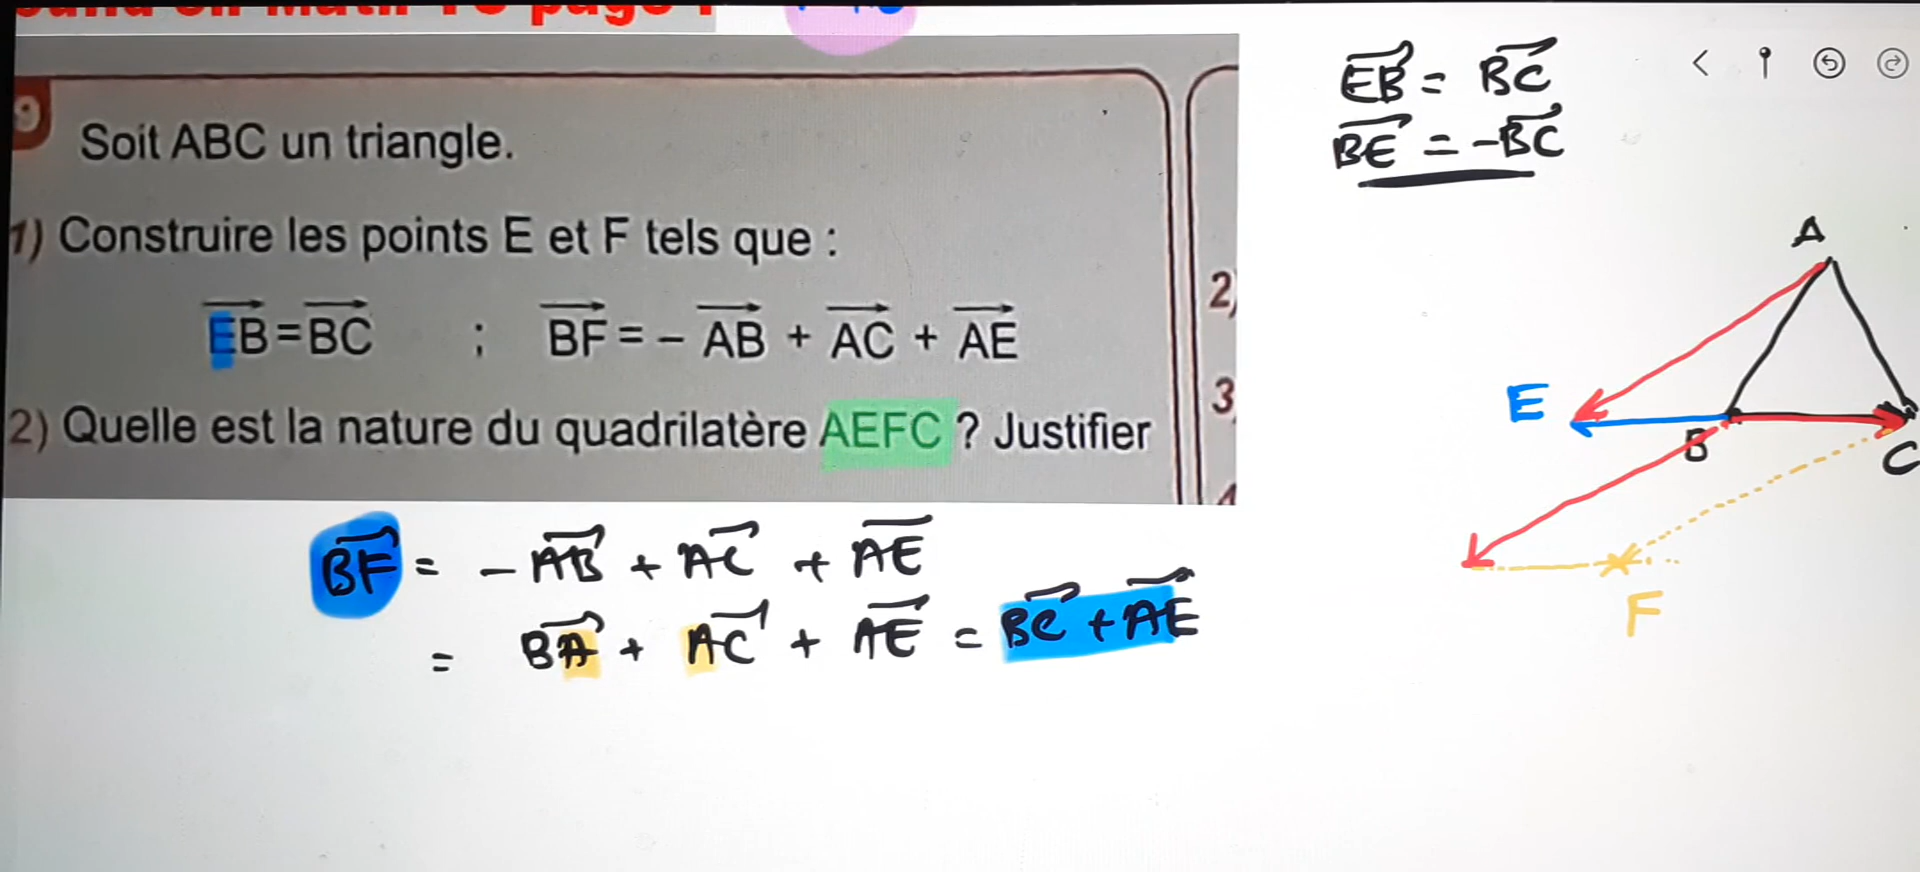 9
Soit ABC un triangle.
1) Construire les points E et F tels que :
EB=BC ; BF = - AB + AC + AE
2) Quelle est la nature du quadrilatère AEFC ? Justifier
2)
3
4
EB = BC
BE = -BC
A
E
B
C
F
BF = - AB + AC + AE
= BA + AC + AE = BC + AE